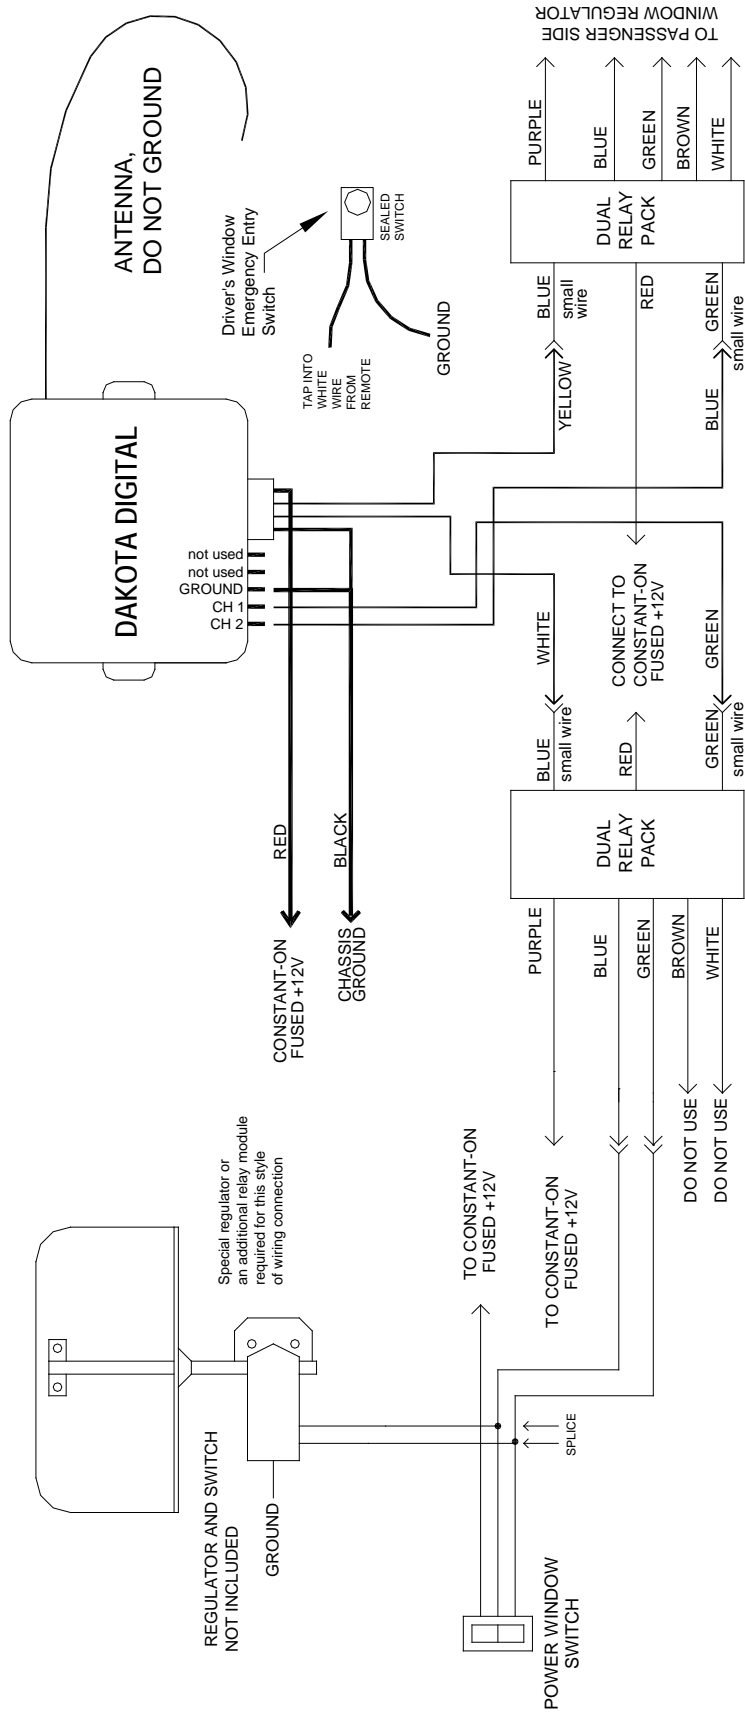 ANTENNA,
DO NOT GROUND
DAKOTA DIGITAL
not used
not used
GROUND
CH 1
CH 2
Driver's Window
Emergency Entry
Switch
SEALED
SWITCH
TAP INTO
WHITE
WIRE
FROM
REMOTE
GROUND
TO PASSENGER SIDE
WINDOW REGULATOR
PURPLE
BLUE
GREEN
BROWN
WHITE
DUAL
RELAY
PACK
BLUE
small
wire
RED
GREEN
small wire
YELLOW
BLUE
WHITE
CONNECT TO
CONSTANT-ON
FUSED +12V
GREEN
BLUE
small wire
RED
GREEN
small wire
DUAL
RELAY
PACK
PURPLE
BLUE
GREEN
BROWN
WHITE
DO NOT USE
DO NOT USE
RED
BLACK
CONSTANT-ON
FUSED +12V
CHASSIS
GROUND
Special regulator or
an additional relay module
required for this style
of wiring connection
TO CONSTANT-ON
FUSED +12V
TO CONSTANT-ON
FUSED +12V
SPLICE
REGULATOR AND SWITCH
NOT INCLUDED
GROUND
POWER WINDOW
SWITCH